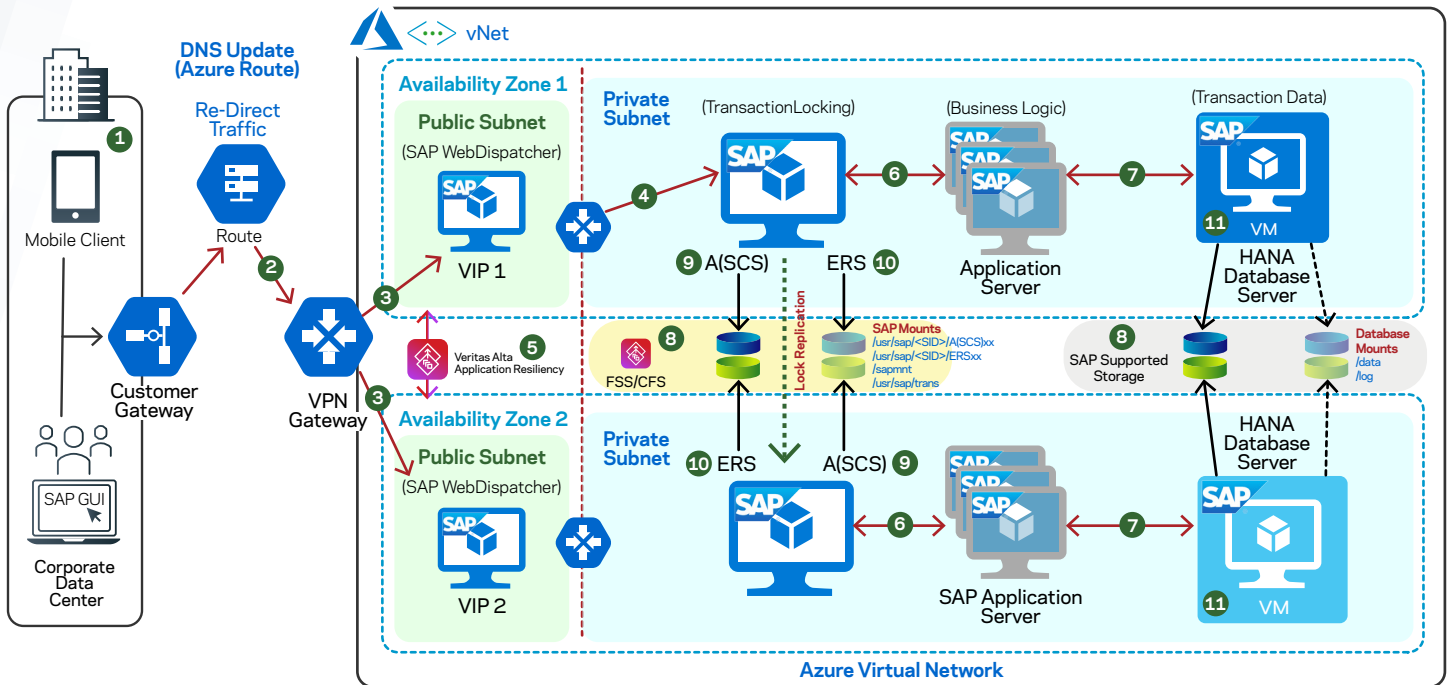 vNet
DNS Update
(Azure Route)
Re-Direct
Traffic
Route
1
Mobile Client
Customer
Gateway
SAP GUI
Corporate
Data
Center
2
3
3
VPN
Gateway
Availability Zone 1
Public Subnet
(SAP WebDispatcher)
SAP
VIP 1
Private
Subnet
4
(TransactionLocking)
SAP
6
(Business Logic)
SAP
Application
Server
7
(Transaction Data)
SAP
11
VM
HANA
Database
Server
9 A(SCS)
ERS 10
5
Veritas Alta
Application Resiliency
8
FSS/CFS
Lock Replication
SAP Mounts
/usr/sap/<SID>/A(SCS)xx
/usr/sap/<SID>/ERSxx
/sapmnt
/usr/sap/trans
8
SAP Supported
Storage
Database
Mounts
/data
/log
Availability Zone 2
Public Subnet
(SAP WebDispatcher)
SAP
VIP 2
Private
Subnet
10 ERS
A(SCS) 9
SAP
6
SAP
SAP Application
Server
7
HANA
Database
Server
SAP
11
VM
Azure Virtual Network